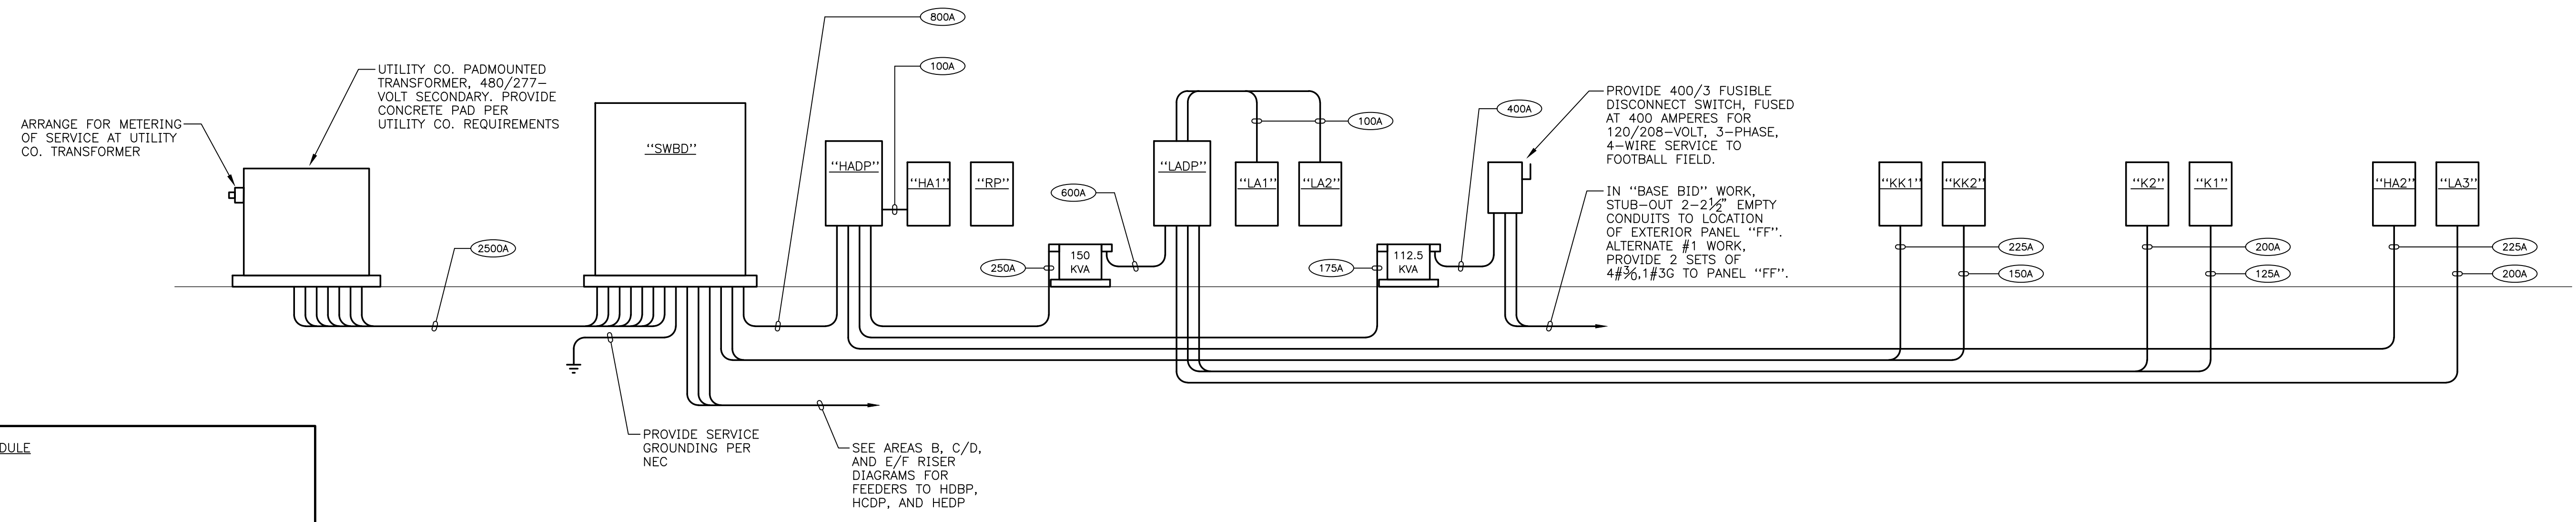 800A
100A
UTILITY CO. PADMOUNTED
TRANSFORMER, 480/277-
VOLT SECONDARY. PROVIDE
CONCRETE PAD PER
UTILITY CO. REQUIREMENTS
ARRANGE FOR METERING
OF SERVICE AT UTILITY
CO. TRANSFORMER
"SWBD"
2500A
"HADP"
"HA1"
"RP"
250A
150
KVA
600A
"LADP"
"LA1"
"LA2"
100A
175A
112.5
KVA
400A
PROVIDE 400/3 FUSIBLE
DISCONNECT SWITCH, FUSED
AT 400 AMPERES FOR
120/208-VOLT, 3-PHASE,
4-WIRE SERVICE TO
FOOTBALL FIELD.
IN "BASE BID" WORK,
STUB-OUT 2-2½" EMPTY
CONDUITS TO LOCATION
OF EXTERIOR PANEL "FF".
ALTERNATE #1 WORK,
PROVIDE 2 SETS OF
4#3/0,1#3G TO PANEL "FF".
"KK1"
"KK2"
225A
150A
"K2"
"K1"
200A
125A
"HA2"
"LA3"
225A
200A
PROVIDE SERVICE
GROUNDING PER
NEC
SEE AREAS B, C/D,
AND E/F RISER
DIAGRAMS FOR
FEEDERS TO HDBP,
HCDP, AND HEDP
DULE